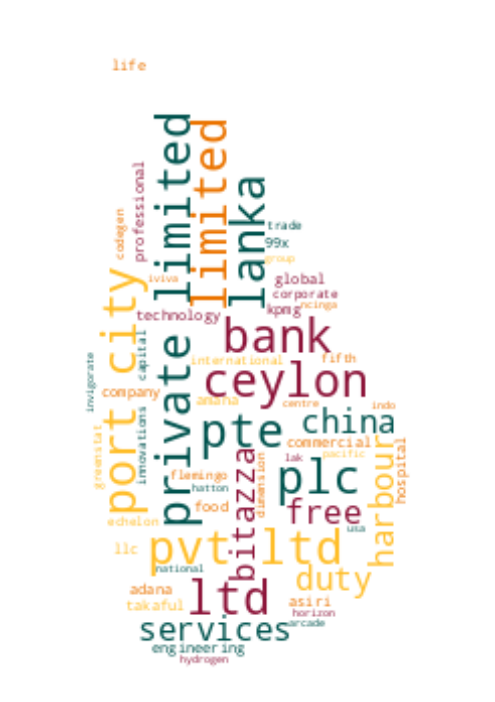 life
private limited
limited
lanka
professional
codegen
trade
99x
group
iviva
port city
global
corporate
ncinga
kpmg
technology
bank
capital
invigorate
international
fifth
ceylon
company
amana
centre
indo
innovations
pte
china
commercial
greenstat
lak
pacific
hospital
harbour
flemingo
hatton
bitazza
dimension
plc
food
free
echelon
usa
llc
pvt ltd
national
duty
adana
takaful
ltd
asiri
horizon
arcade
services
engineering
hydrogen